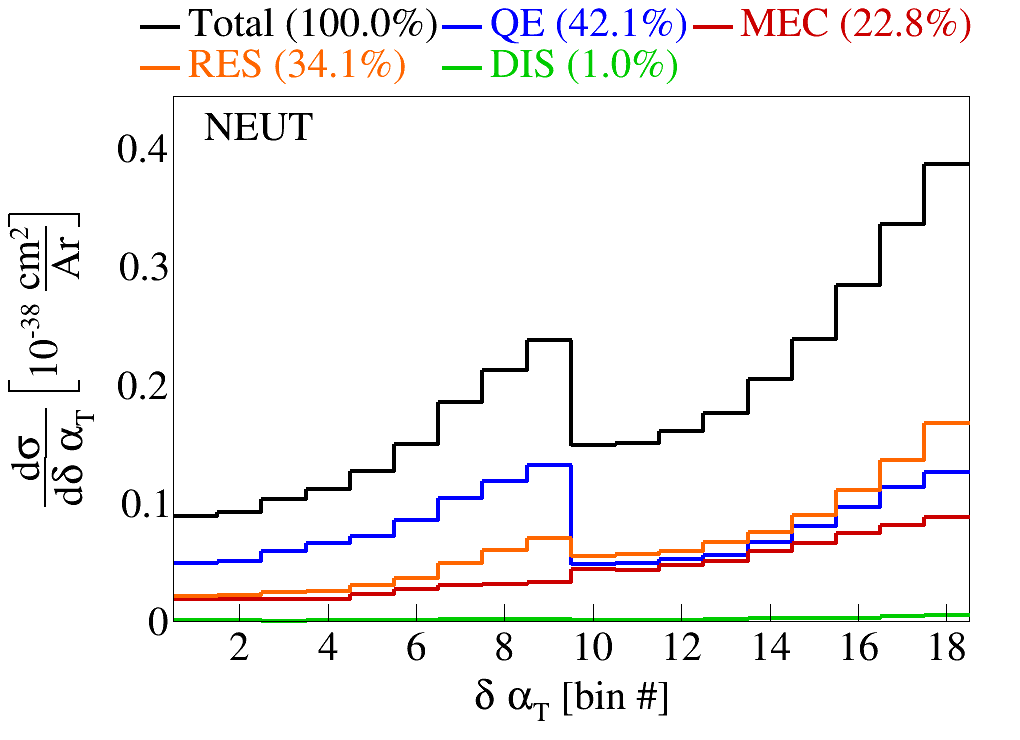 Total (100.0%) QE (42.1%) MEC (22.8%)
RES (34.1%) DIS (1.0%)
NEUT
0.4
0.3
0.2
0.1
0
dσ/dδ α_T [10^-38 cm^2/Ar]
2 4 6 8 10 12 14 16 18
δ α_T [bin #]